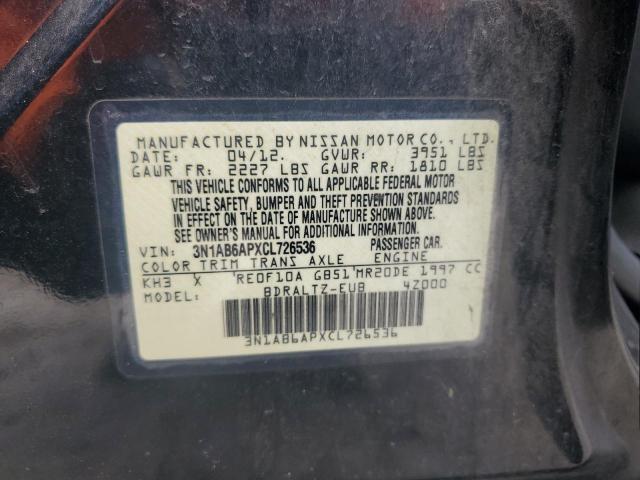 MANUFACTURED BY NISSAN MOTOR CO., LTD.
DATE: 04/12. GVWR: 3951 LBS
GAWR FR: 2227 LBS GAWR RR: 1810 LBS
THIS VEHICLE CONFORMS TO ALL APPLICABLE FEDERAL MOTOR
VEHICLE SAFETY, BUMPER AND THEFT PREVENTION STANDARDS
IN EFFECT ON THE DATE OF MANUFACTURE SHOWN ABOVE.
SEE OWNER'S MANUAL FOR ADDITIONAL INFORMATION.
VIN: 3N1AB6APXCL726536 PASSENGER CAR.
COLOR TRIM TRANS AXLE ENGINE
KH3 X RE0F10A GB51 MR20DE 1997 CC
MODEL: BDRALTZ-EUB 4Z000
3N1AB6APXCL726536